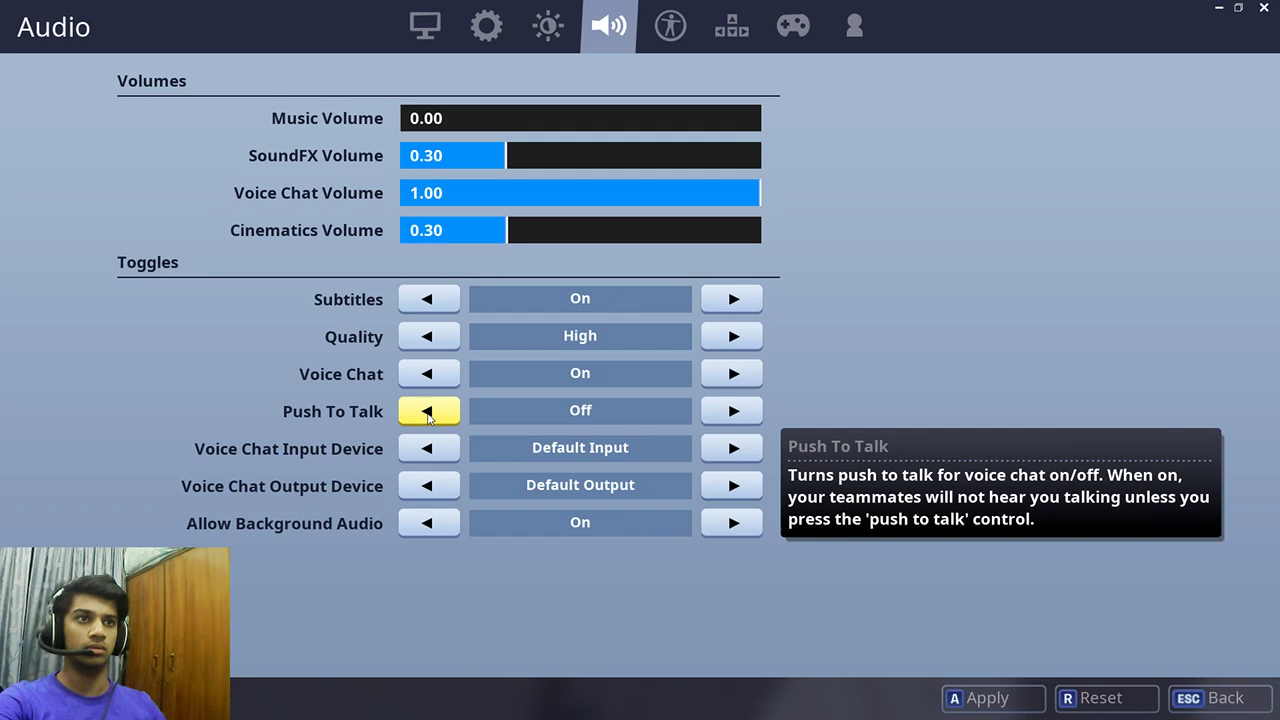 Audio
Volumes
Music Volume 0.00
SoundFX Volume 0.30
Voice Chat Volume 1.00
Cinematics Volume 0.30
Toggles
Subtitles On
Quality High
Voice Chat On
Push To Talk Off
Voice Chat Input Device Default Input
Voice Chat Output Device Default Output
Allow Background Audio On
Push To Talk
Turns push to talk for voice chat on/off. When on,
your teammates will not hear you talking unless you
press the 'push to talk' control.
A Apply R Reset ESC Back